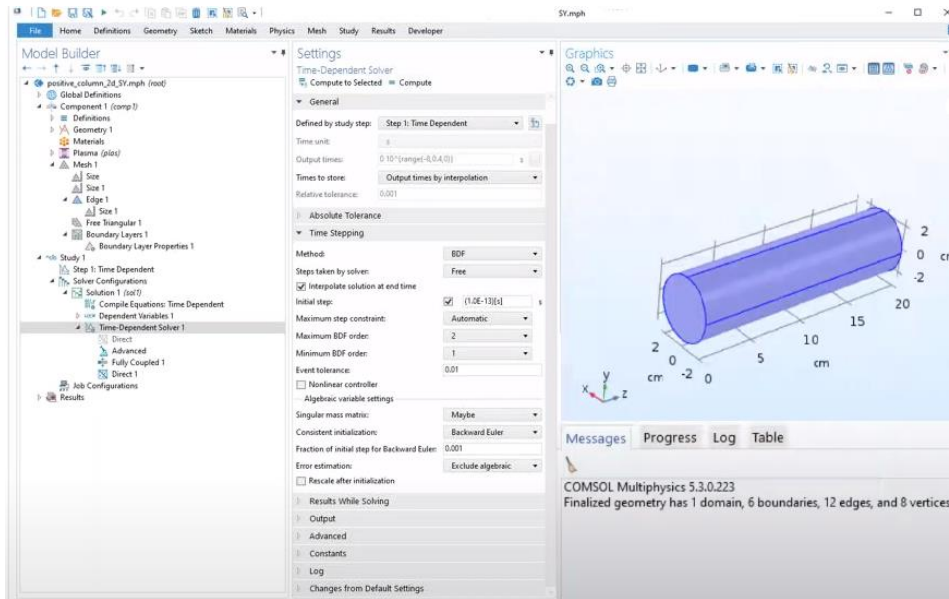 SY.mph
File Home Definitions Geometry Sketch Materials Physics Mesh Study Results Developer
Model Builder
positive_column_2d_SY.mph (root)
Global Definitions
Component 1 (comp1)
Definitions
Geometry 1
Materials
Plasma (plas)
Mesh 1
Size
Size 1
Edge 1
Size 1
Free Triangular 1
Boundary Layers 1
Boundary Layer Properties 1
Study 1
Step 1: Time Dependent
Solver Configurations
Solution 1 (sol1)
Compile Equations: Time Dependent
Dependent Variables 1
Time-Dependent Solver 1
Direct
Advanced
Fully Coupled 1
Direct 1
Job Configurations
Results
Settings
Time-Dependent Solver
Compute to Selected = Compute
General
Defined by study step: Step 1: Time Dependent
Time unit: s
Output times: s
Times to store: Output times by interpolation
Relative tolerance: 0.001
Absolute Tolerance
Time Stepping
Method: BDF
Steps taken by solver: Free
Interpolate solution at end time
Initial step: (1.0E-13)[s] s
Maximum step constraint: Automatic
Maximum BDF order: 2
Minimum BDF order: 1
Event tolerance: 0.01
Nonlinear controller
Algebraic variable settings
Singular mass matrix: Maybe
Consistent initialization: Backward Euler
Fraction of initial step for Backward Euler: 0.001
Error estimation: Exclude algebraic
Rescale after initialization
Results While Solving
Output
Advanced
Constants
Log
Changes from Default Settings
Graphics
2
0
-2
20
15
10
5
0
cm
2
0
-2
cm
y
x
z
Messages Progress Log Table
COMSOL Multiphysics 5.3.0.223
Finalized geometry has 1 domain, 6 boundaries, 12 edges, and 8 vertices